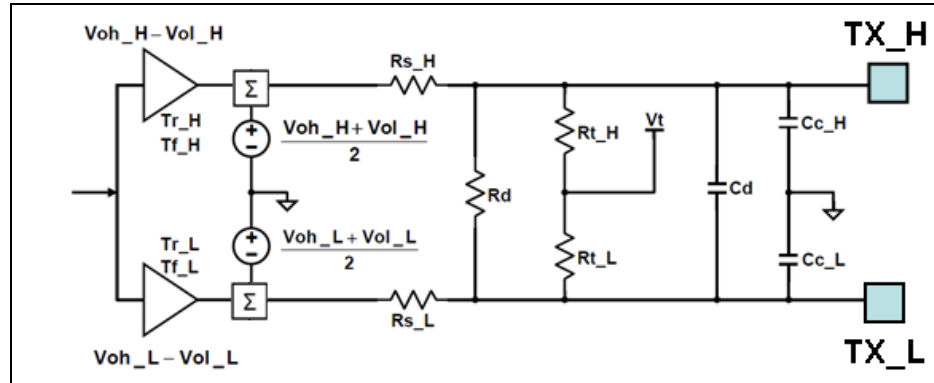 Voh_H – Vol_H
TX_H
Rs_H
Σ
Tr_H
Tf_H
Voh_H + Vol_H
2
Rt_H
Vt
Cc_H
Rd
Cd
Tr_L
Tf_L
Voh_L + Vol_L
2
Rt_L
Cc_L
Σ
Rs_L
Voh_L – Vol_L
TX_L